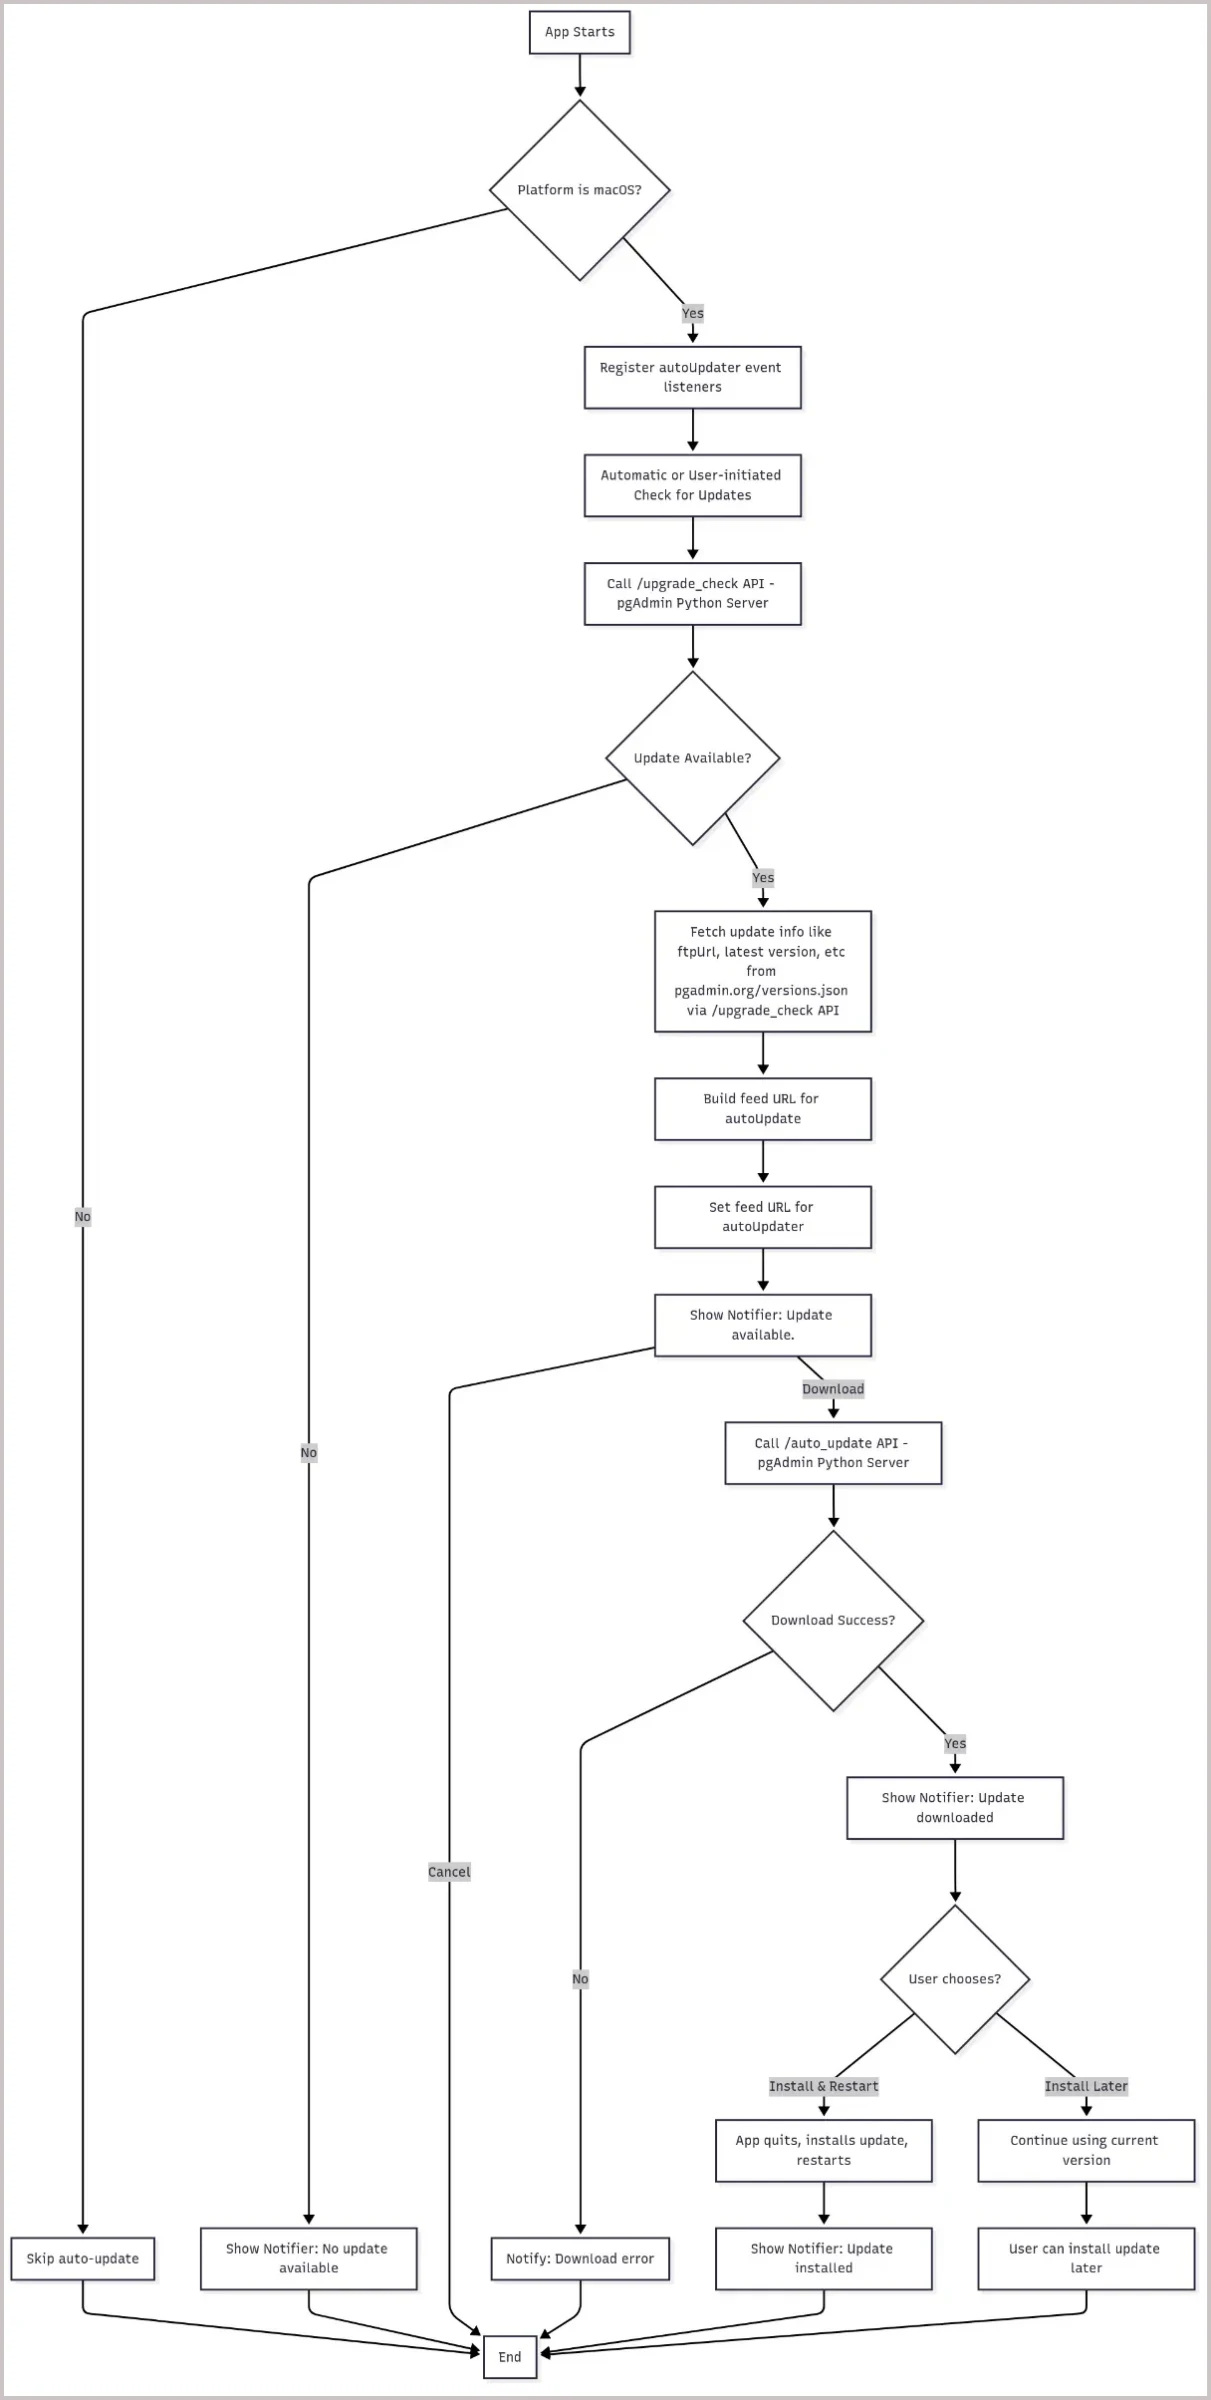 App Starts
Platform is macOS?
Yes
Register autoUpdater event
listeners
Automatic or User-initiated
Check for Updates
Call /upgrade_check API -
pgAdmin Python Server
Update Available?
Yes
Fetch update info like
ftpUrl, latest version, etc
from
pgadmin.org/versions.json
via /upgrade_check API
Build feed URL for
autoUpdate
No
Set feed URL for
autoUpdater
Show Notifier: Update
available.
Download
No
Call /auto_update API -
pgAdmin Python Server
Download Success?
Yes
Show Notifier: Update
downloaded
Cancel
No
User chooses?
Install & Restart
Install Later
App quits, installs update,
restarts
Continue using current
version
Skip auto-update
Show Notifier: No update
available
Notify: Download error
Show Notifier: Update
installed
User can install update
later
End